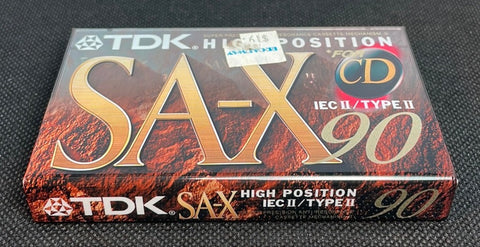 TDK HIGH POSITION
FOR
CD
SA-X 90
IEC II / TYPE II
TDK® SA-X HIGH POSITION 90
IEC II / TYPE II